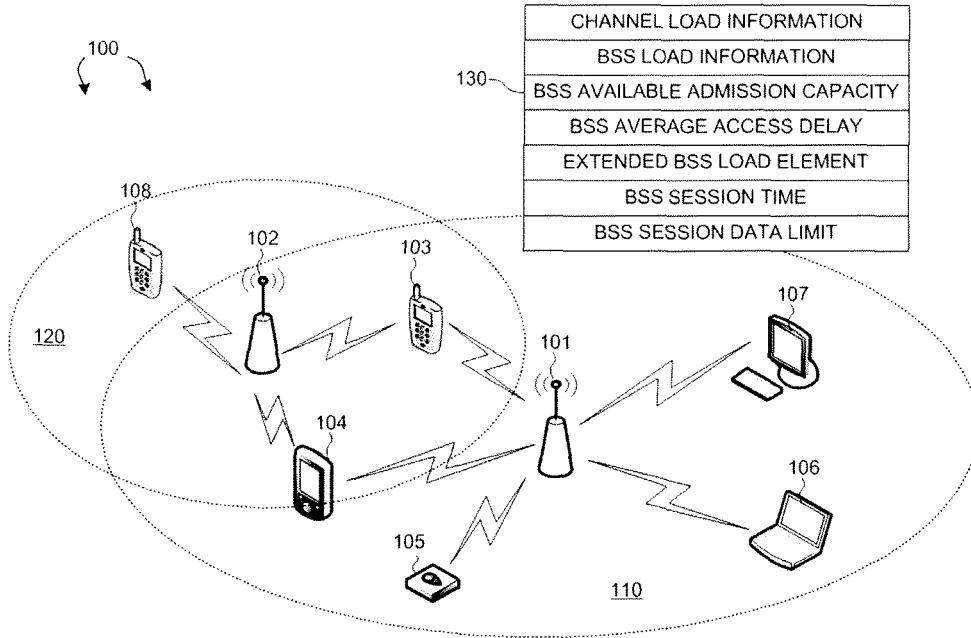 CHANNEL LOAD INFORMATION
100
BSS LOAD INFORMATION
130
BSS AVAILABLE ADMISSION CAPACITY
BSS AVERAGE ACCESS DELAY
EXTENDED BSS LOAD ELEMENT
108
BSS SESSION TIME
BSS SESSION DATA LIMIT
102
103
107
120
101
104
106
105
110